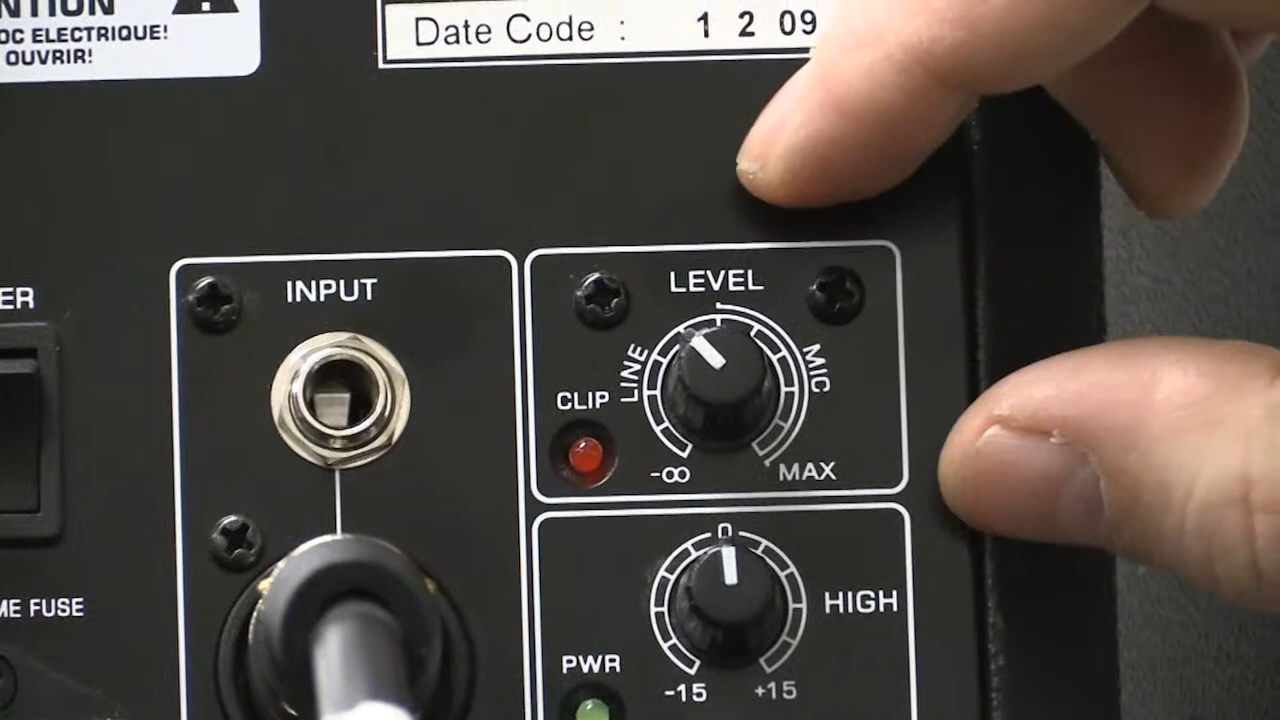 NTION
OC ELECTRIQUE!
OUVRIR!
Date Code : 1 2 09
ER
INPUT
LEVEL
LINE
MIC
CLIP
-∞
MAX
0
HIGH
ME FUSE
PWR
-15
+15